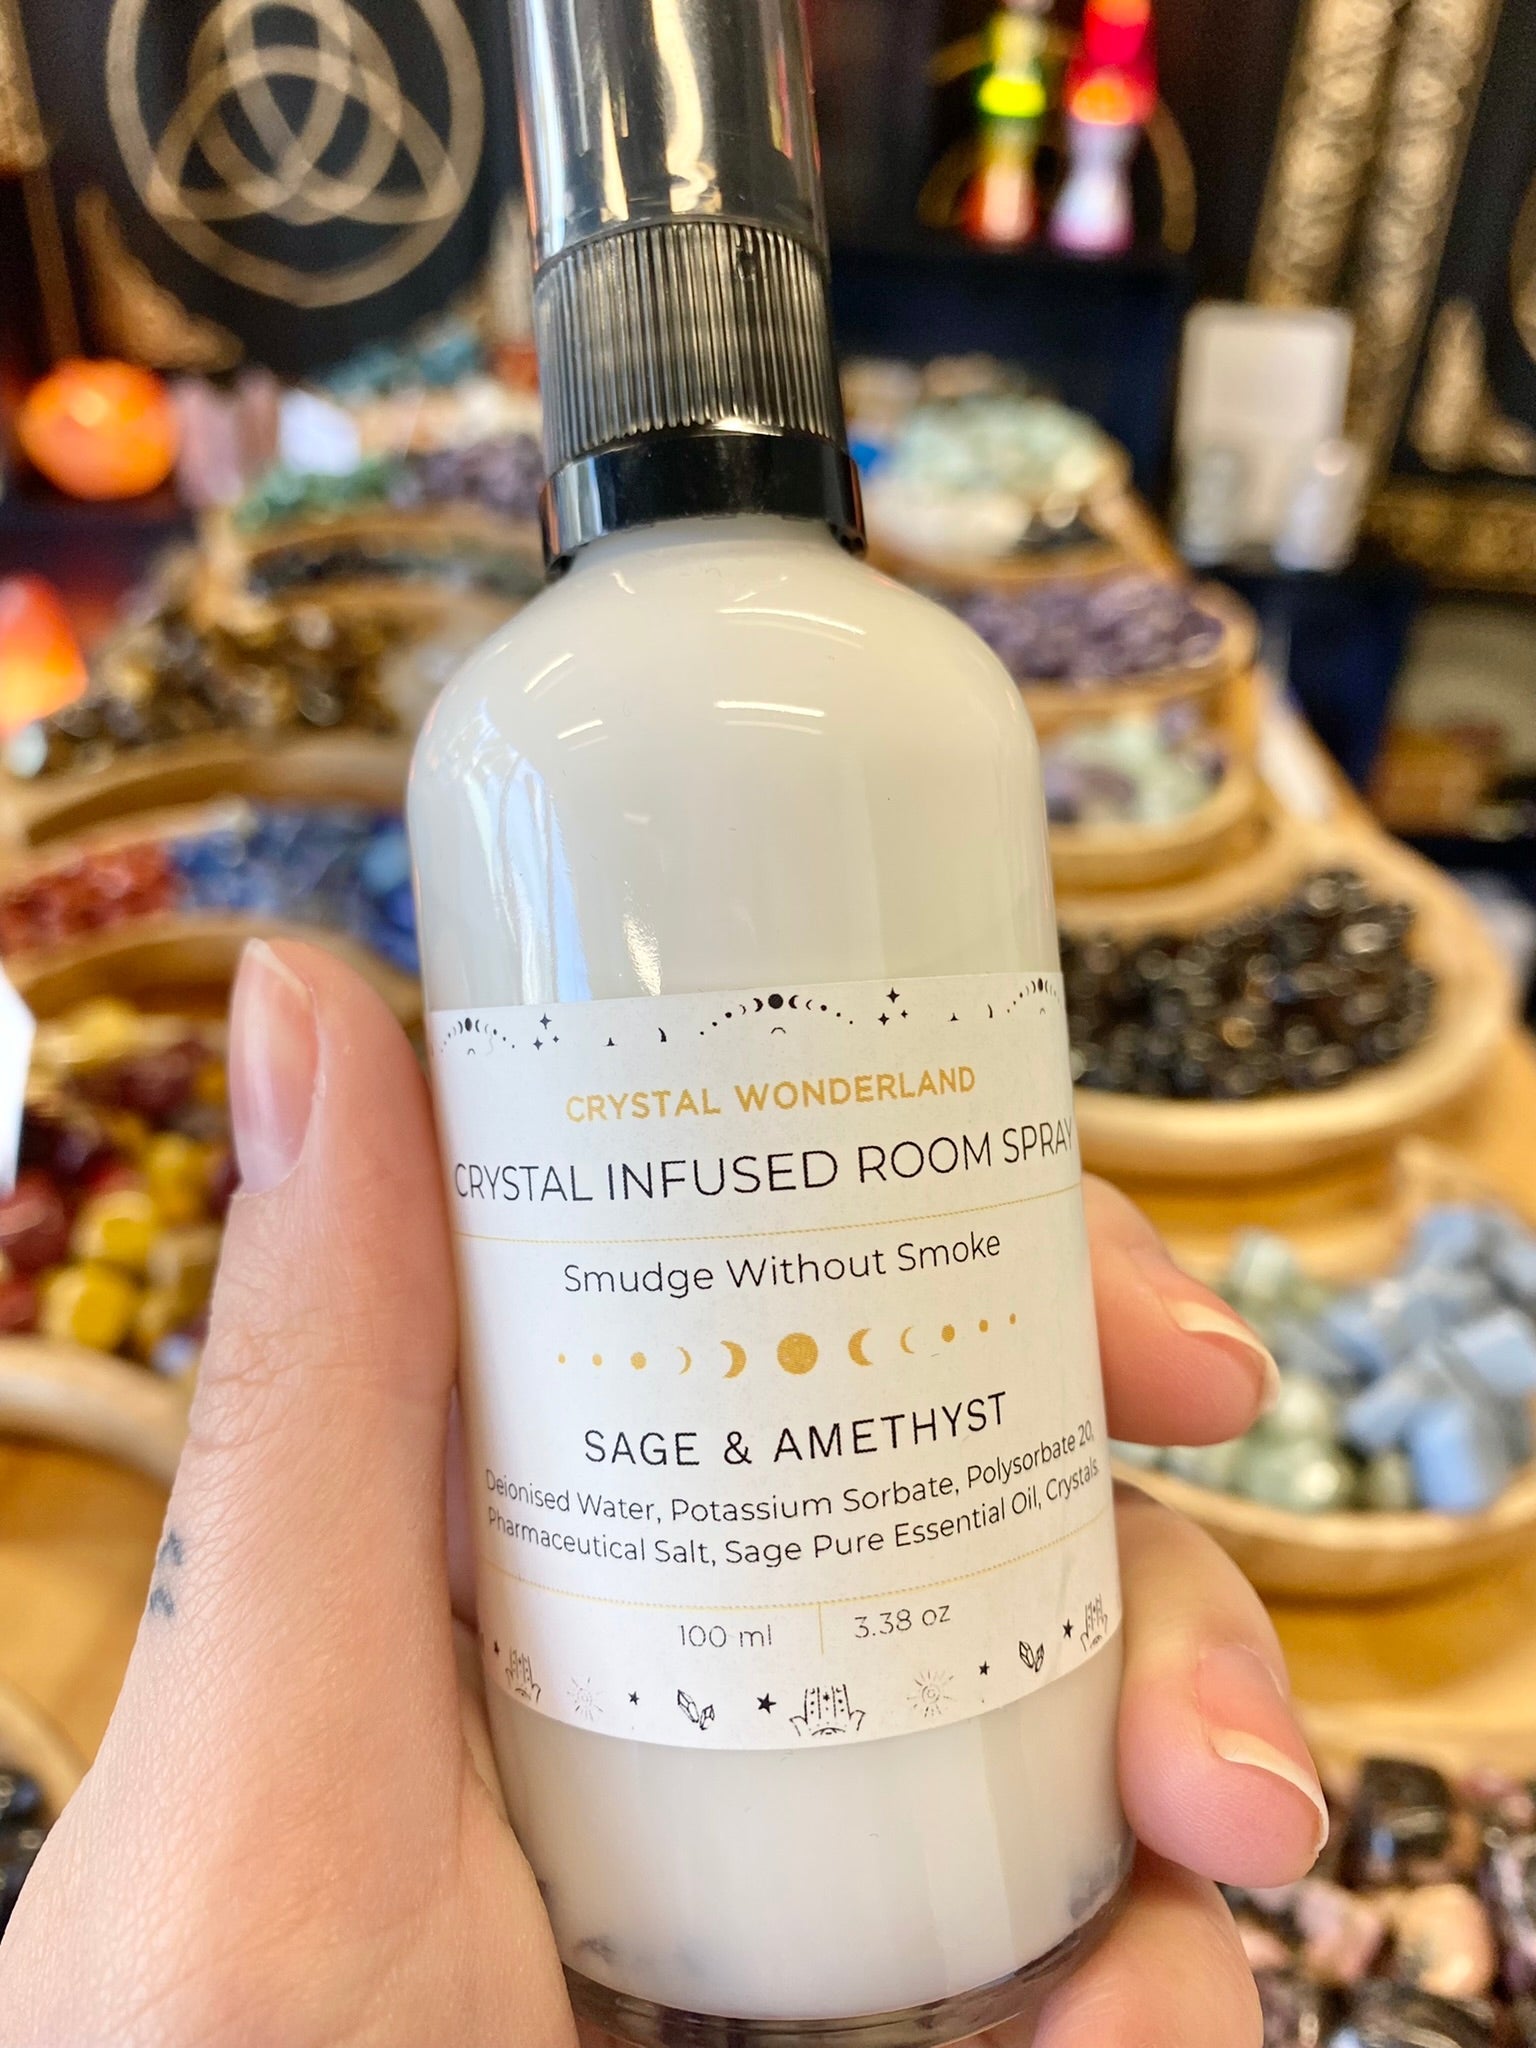 CRYSTAL WONDERLAND
CRYSTAL INFUSED ROOM SPRAY
Smudge Without Smoke
SAGE & AMETHYST
Deionised Water, Potassium Sorbate, Polysorbate 20,
Pharmaceutical Salt, Sage Pure Essential Oil, Crystals.
100 ml
3.38 oz